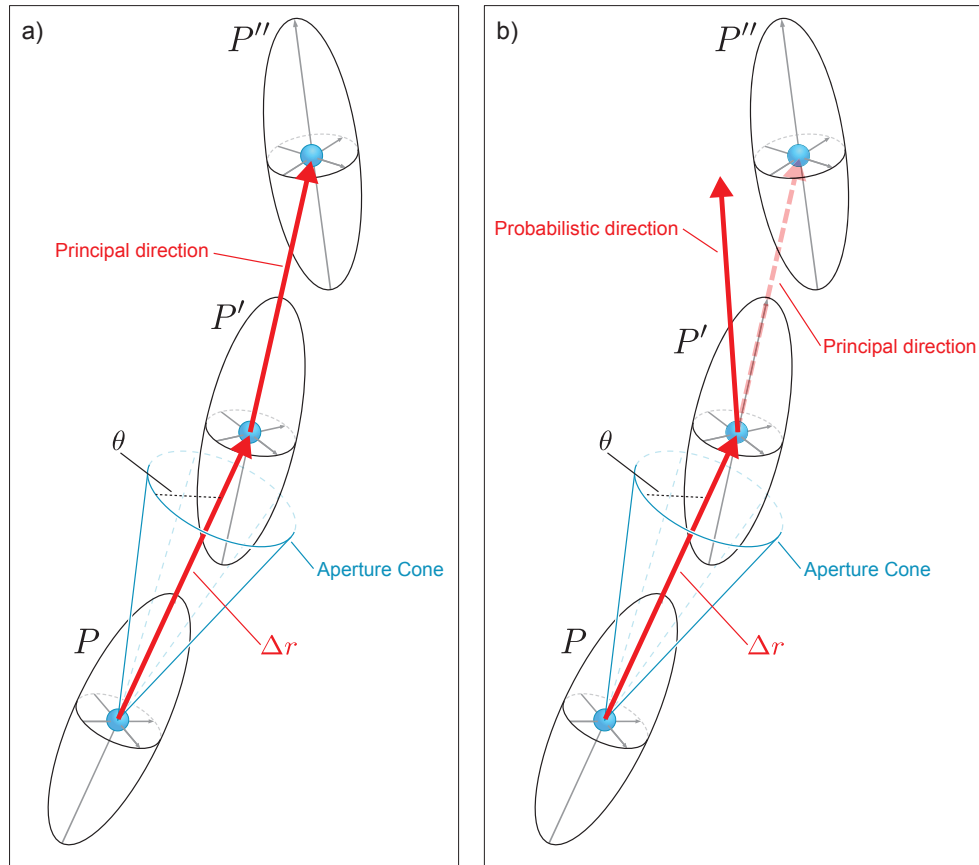 a)
P''
Principal direction
P'
θ
Aperture Cone
P
Δr
b)
P''
Probabilistic direction
P'
Principal direction
θ
Aperture Cone
P
Δr